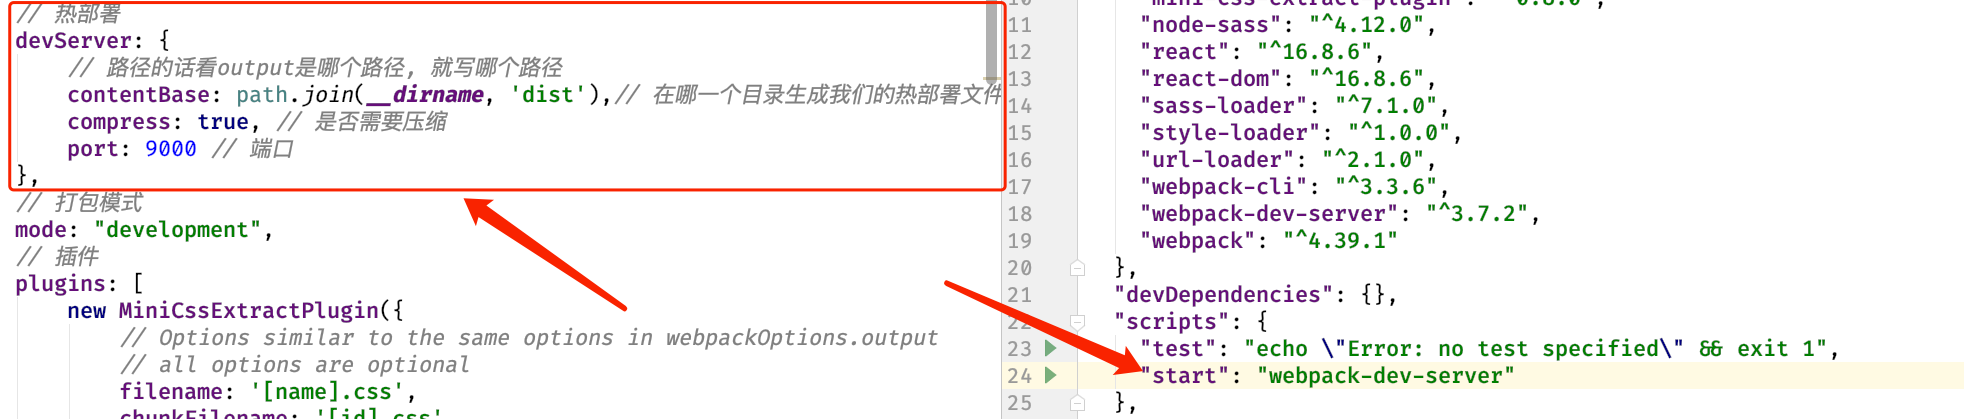 // 热部署
devServer: {
// 路径的话看output是哪个路径, 就写哪个路径
contentBase: path.join(__dirname, 'dist'),// 在哪一个目录生成我们的热部署文件
compress: true, // 是否需要压缩
port: 9000 // 端口
},
// 打包模式
mode: "development",
// 插件
plugins: [
new MiniCssExtractPlugin({
// Options similar to the same options in webpackOptions.output
// all options are optional
filename: '[name].css',
chunkFilename: '[id].css'
10 "mini-css-extract-plugin": "^0.8.0",
11 "node-sass": "^4.12.0",
12 "react": "^16.8.6",
13 "react-dom": "^16.8.6",
14 "sass-loader": "^7.1.0",
15 "style-loader": "^1.0.0",
16 "url-loader": "^2.1.0",
17 "webpack-cli": "^3.3.6",
18 "webpack-dev-server": "^3.7.2",
19 "webpack": "^4.39.1"
20 },
21 "devDependencies": {},
22 "scripts": {
23 "test": "echo \"Error: no test specified\" && exit 1",
24 "start": "webpack-dev-server"
25 },